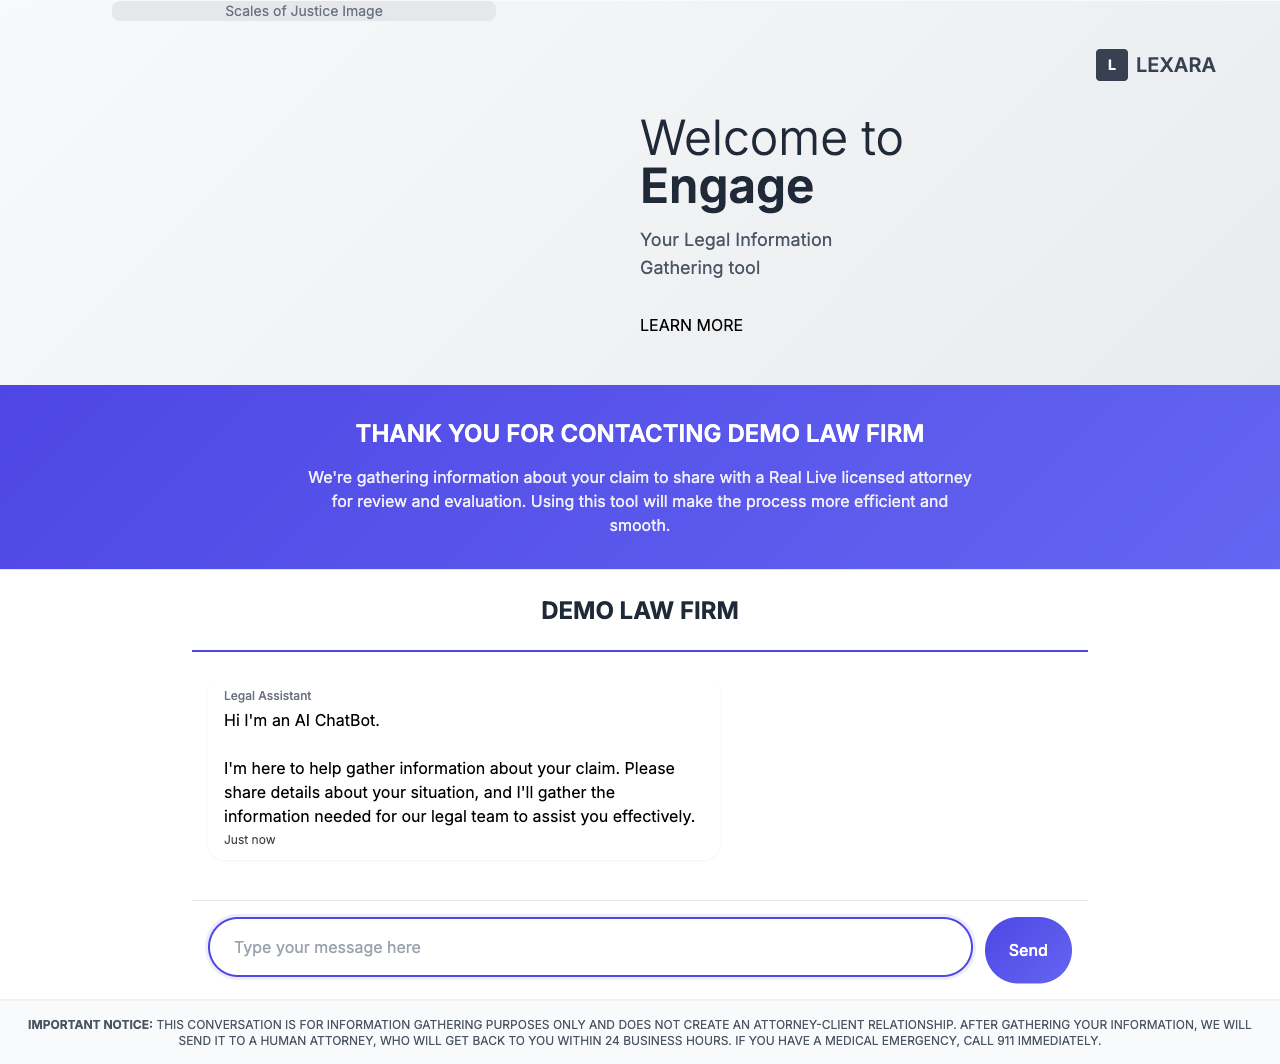 Scales of Justice Image
L LEXARA
Welcome to
Engage
Your Legal Information
Gathering tool
LEARN MORE
THANK YOU FOR CONTACTING DEMO LAW FIRM
We're gathering information about your claim to share with a Real Live licensed attorney
for review and evaluation. Using this tool will make the process more efficient and
smooth.
DEMO LAW FIRM
Legal Assistant
Hi I'm an AI ChatBot.
I'm here to help gather information about your claim. Please
share details about your situation, and I'll gather the
information needed for our legal team to assist you effectively.
Just now
Type your message here
Send
IMPORTANT NOTICE: THIS CONVERSATION IS FOR INFORMATION GATHERING PURPOSES ONLY AND DOES NOT CREATE AN ATTORNEY-CLIENT RELATIONSHIP. AFTER GATHERING YOUR INFORMATION, WE WILL
SEND IT TO A HUMAN ATTORNEY, WHO WILL GET BACK TO YOU WITHIN 24 BUSINESS HOURS. IF YOU HAVE A MEDICAL EMERGENCY, CALL 911 IMMEDIATELY.